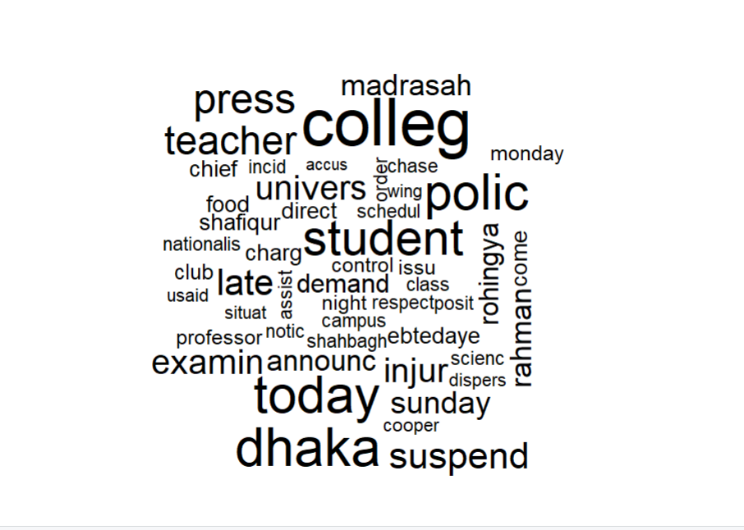 madrasah
press
colleg
teacher
monday
chief
incid
accus
order
chase
univers
wing
polic
food
direct
schedul
shafiqur
student
nationalis
charg
rohingya
come
control
issu
club
late
assist
demand
class
usaid
night
respect
posit
situat
campus
rahman
professor
notic
shahbagh
ebtedaye
examin
announc
injur
scienc
dispers
today
sunday
cooper
dhaka
suspend